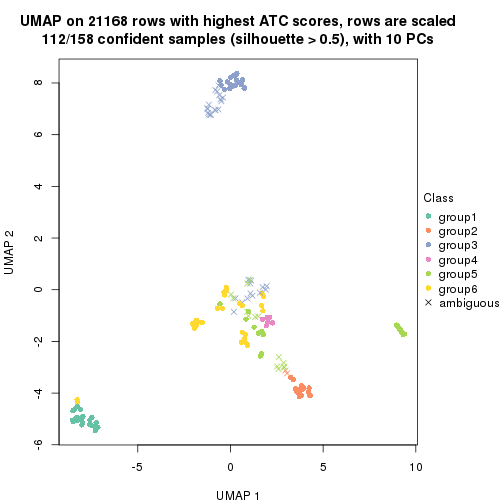 UMAP on 21168 rows with highest ATC scores, rows are scaled
112/158 confident samples (silhouette > 0.5), with 10 PCs
8
6
4
2
0
-2
-4
-6
UMAP 2
-5
0
5
10
UMAP 1
Class
group1
group2
group3
group4
group5
group6
ambiguous